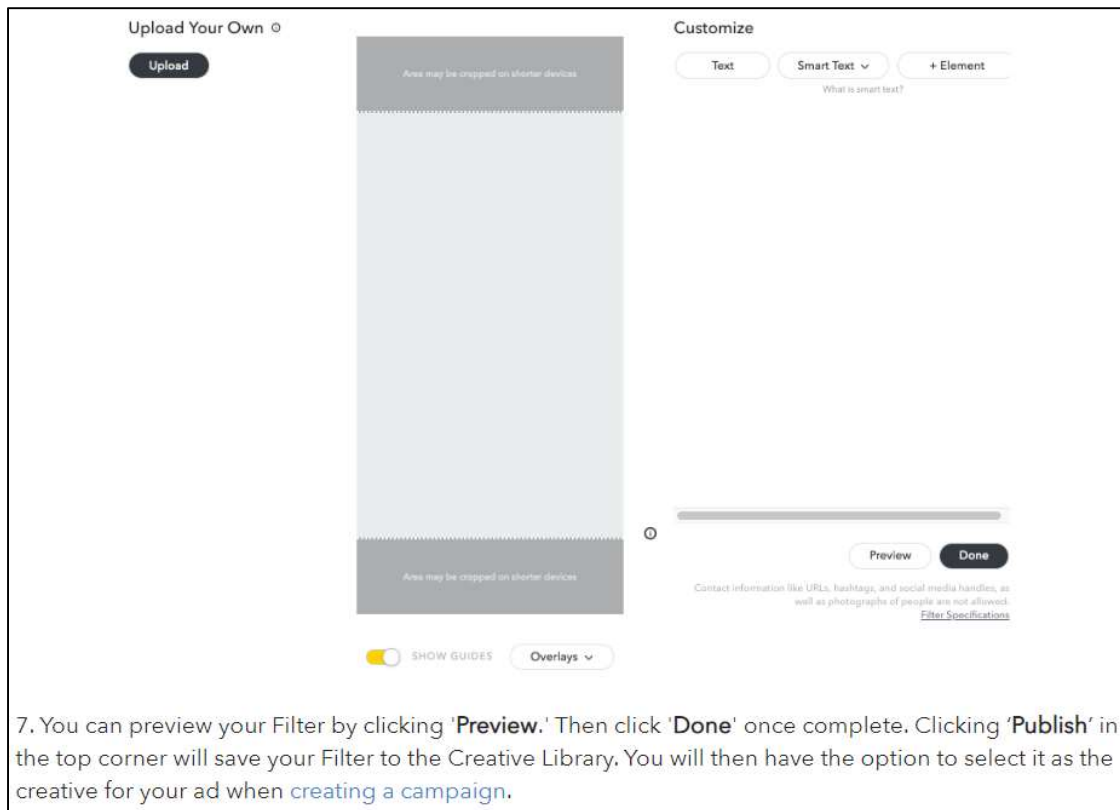 Upload Your Own
Upload
Area may be cropped on shorter devices
Customize
Text
Smart Text
+ Element
What is smart text?
Area may be cropped on shorter devices
Preview
Done
Contact information like URLs, hashtags, and social media handles, as
well as photographs of people are not allowed.
Filter Specifications
SHOW GUIDES
Overlays
7. You can preview your Filter by clicking 'Preview.' Then click 'Done' once complete. Clicking ‘Publish’ in
the top corner will save your Filter to the Creative Library. You will then have the option to select it as the
creative for your ad when creating a campaign.